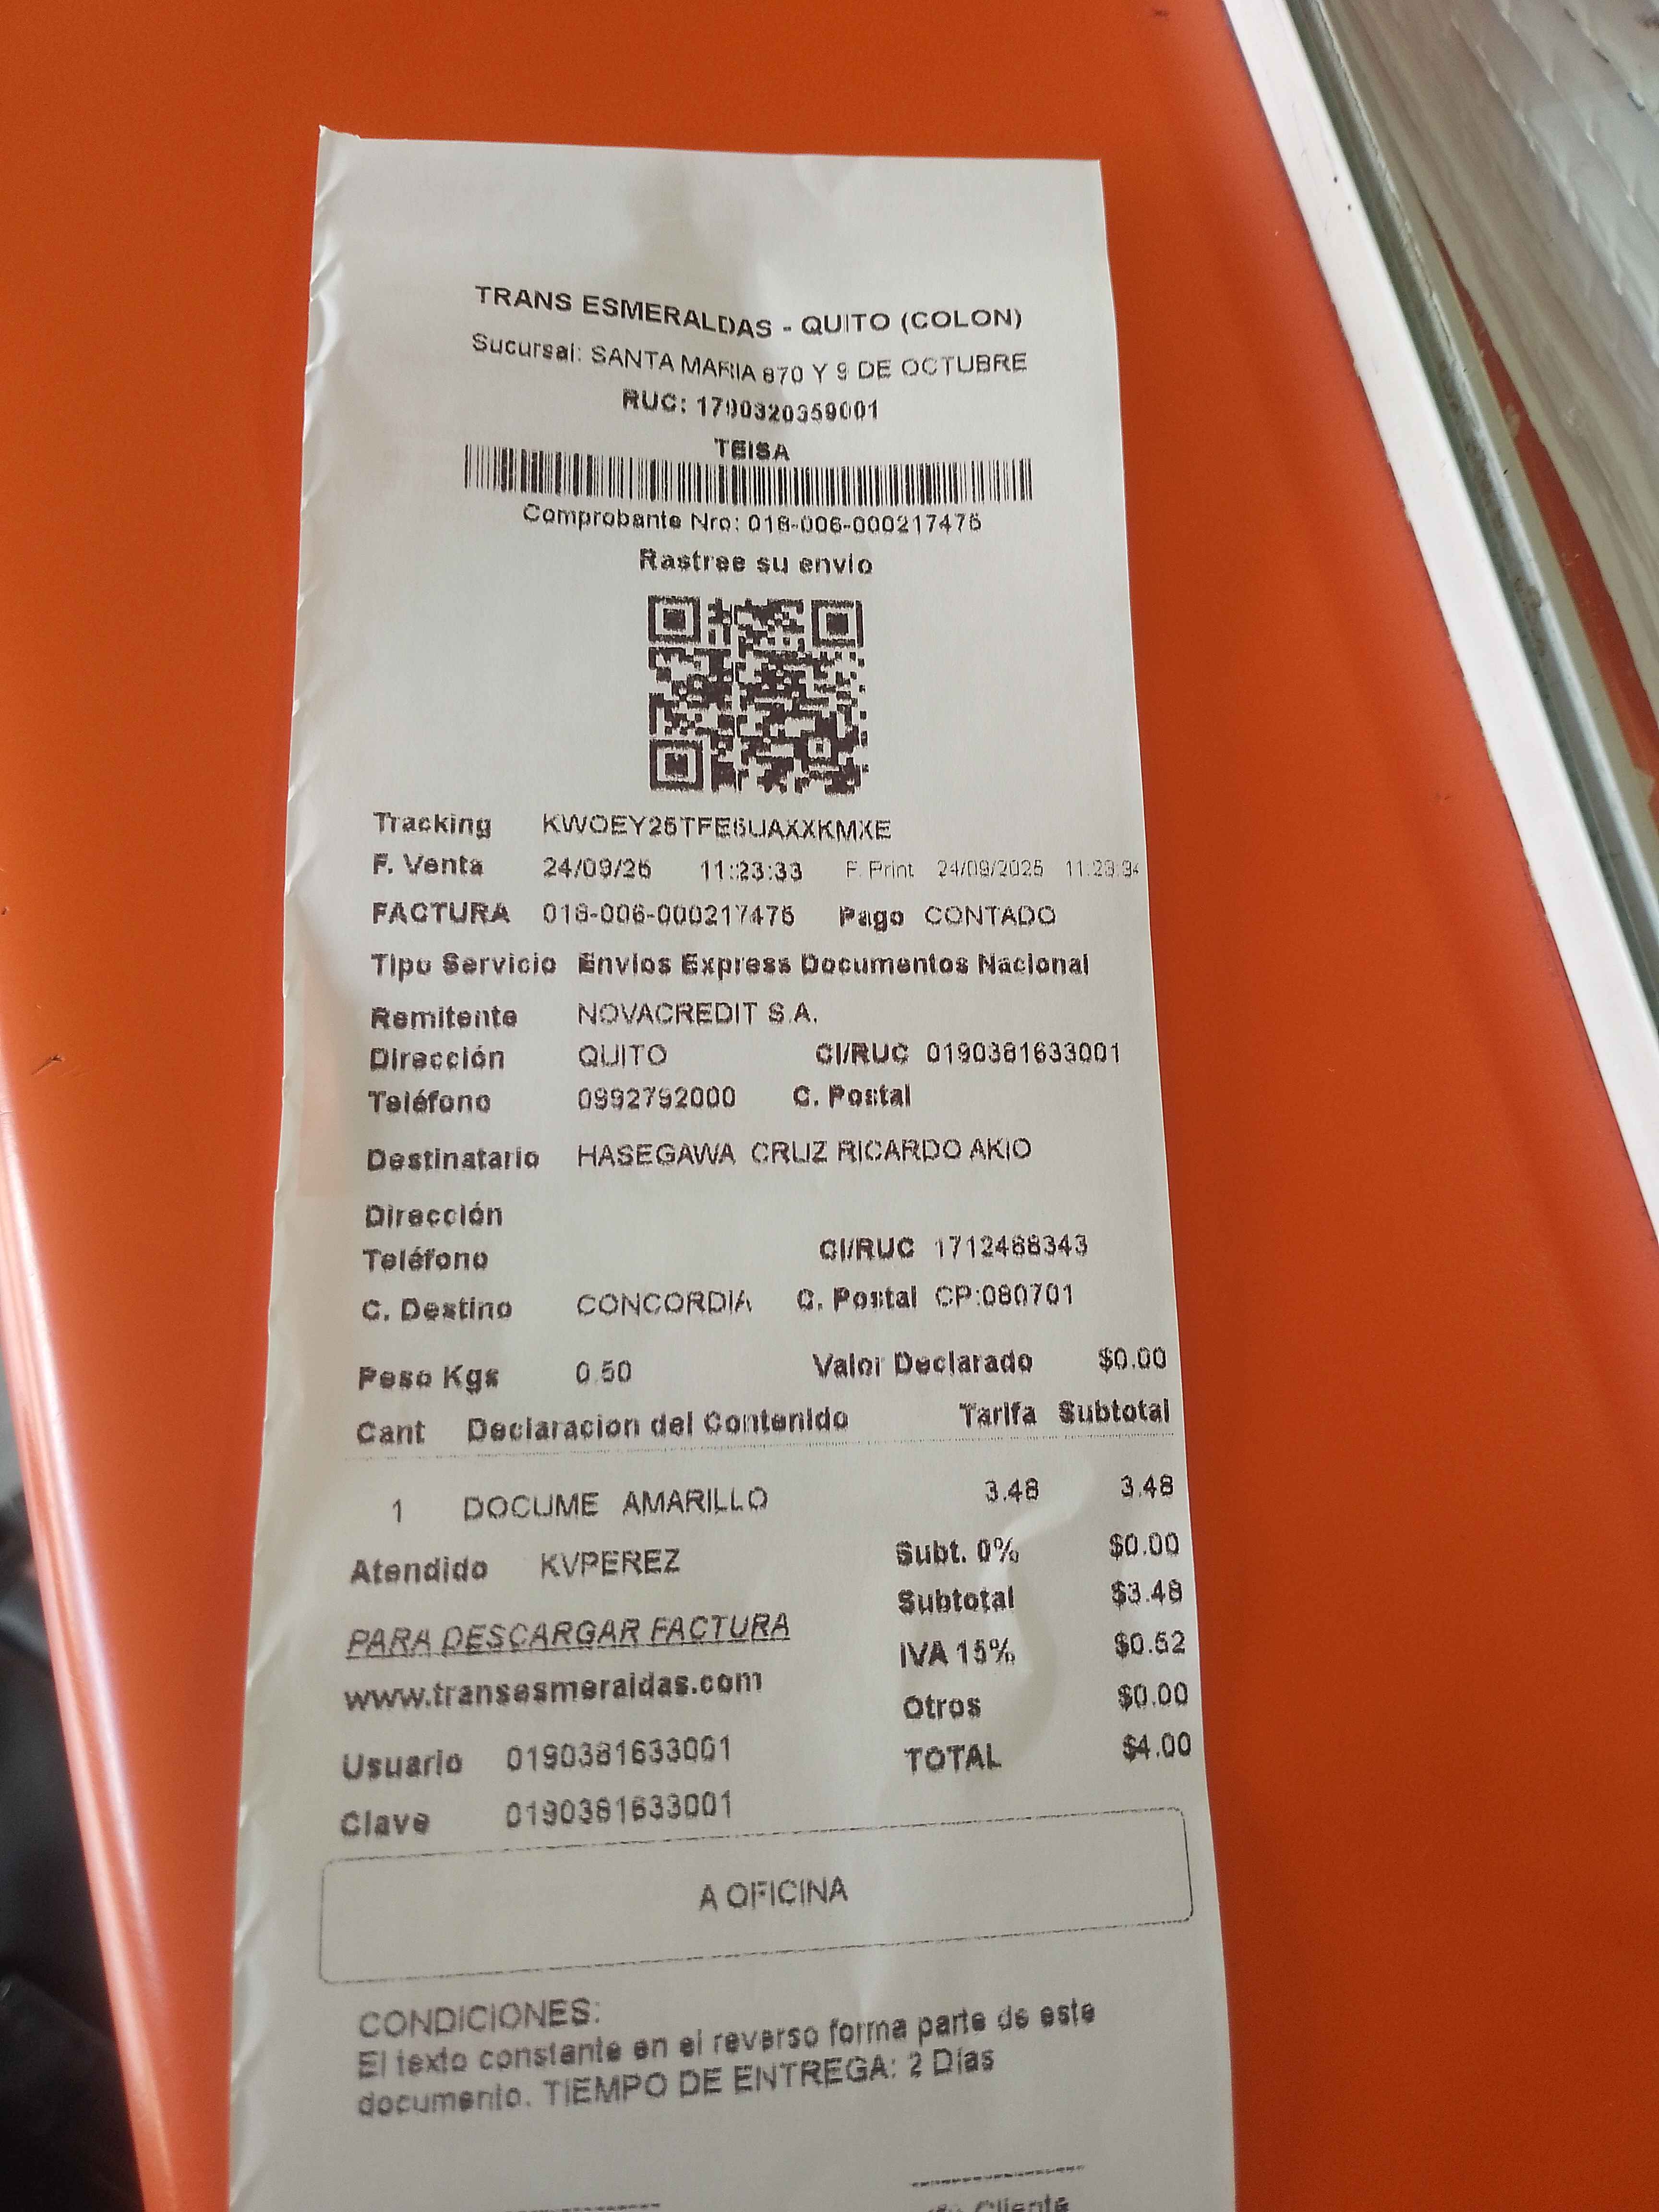 TRANS ESMERALDAS - QUITO (COLON)
Sucursal: SANTA MARIA 870 Y 9 DE OCTUBRE
RUC: 1790320359001
TEISA
Comprobante Nro: 016-006-000217475
Rastree su envio
Tracking KWOEY25TFE6UAXXKMXE
F. Venta 24/09/25 11:23:33 F. Print 24/09/2025 11:23:34
FACTURA 016-006-000217475 Pago CONTADO
Tipo Servicio Envios Express Documentos Nacional
Remitente NOVACREDIT S.A.
Dirección QUITO CI/RUC 0190381633001
Teléfono 0992792000 C. Postal
Destinatario HASEGAWA CRUZ RICARDO AKIO
Dirección
Teléfono CI/RUC 1712468343
C. Destino CONCORDIA C. Postal CP:080701
Peso Kgs 0.50 Valor Declarado $0.00
Cant Declaracion del Contenido Tarifa Subtotal
1 DOCUME AMARILLO 3.48 3.48
Atendido KVPEREZ Subt. 0% $0.00
Subtotal $3.48
PARA DESCARGAR FACTURA IVA 15% $0.52
www.transesmeraldas.com Otros $0.00
Usuario 0190381633001 TOTAL $4.00
Clave 0190381633001
A OFICINA
CONDICIONES:
El texto constante en el reverso forma parte de este
documento. TIEMPO DE ENTREGA: 2 Días
Cliente